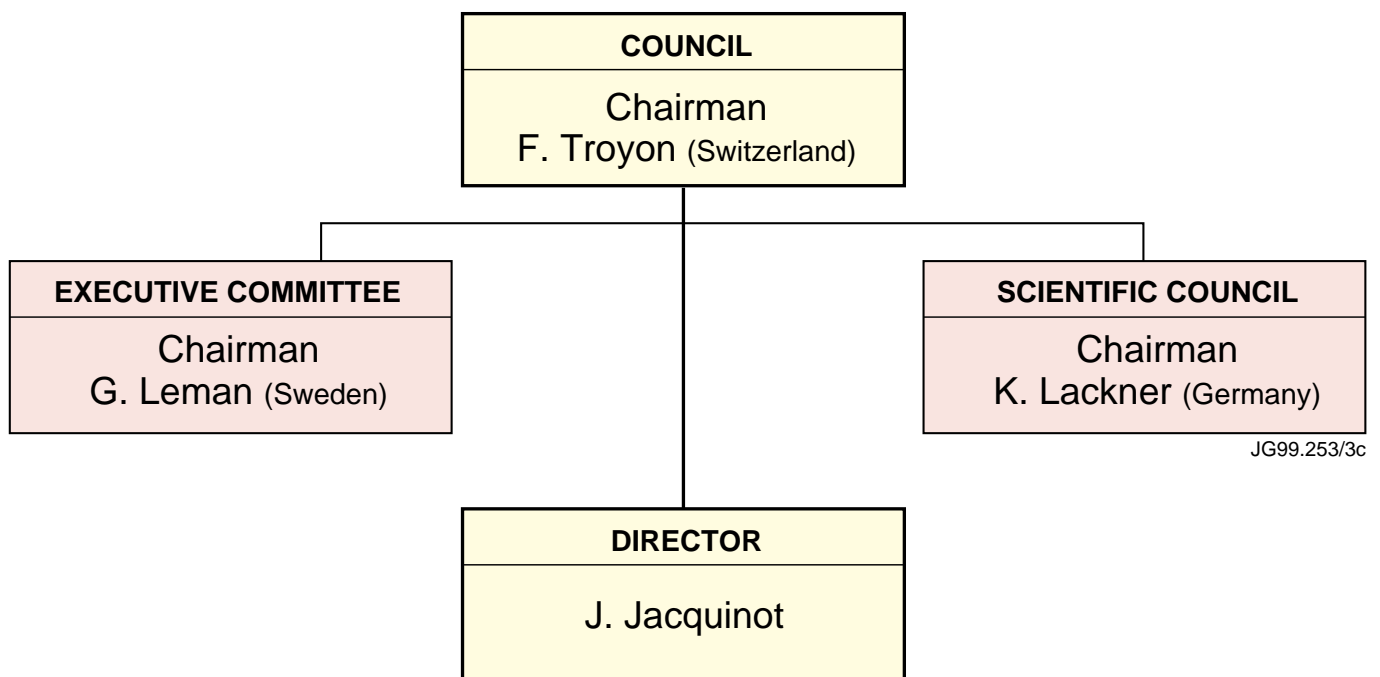 COUNCIL
Chairman
F. Troyon (Switzerland)
EXECUTIVE COMMITTEE
Chairman
G. Leman (Sweden)
SCIENTIFIC COUNCIL
Chairman
K. Lackner (Germany)
JG99.253/3c
DIRECTOR
J. Jacquinot